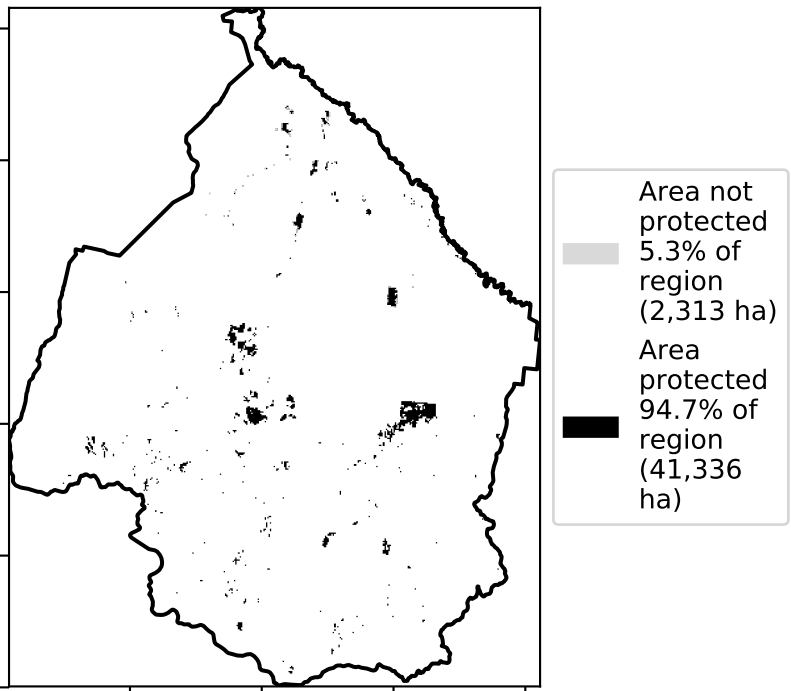 Area not
protected
5.3% of
region
(2,313 ha)
Area
protected
94.7% of
region
(41,336
ha)